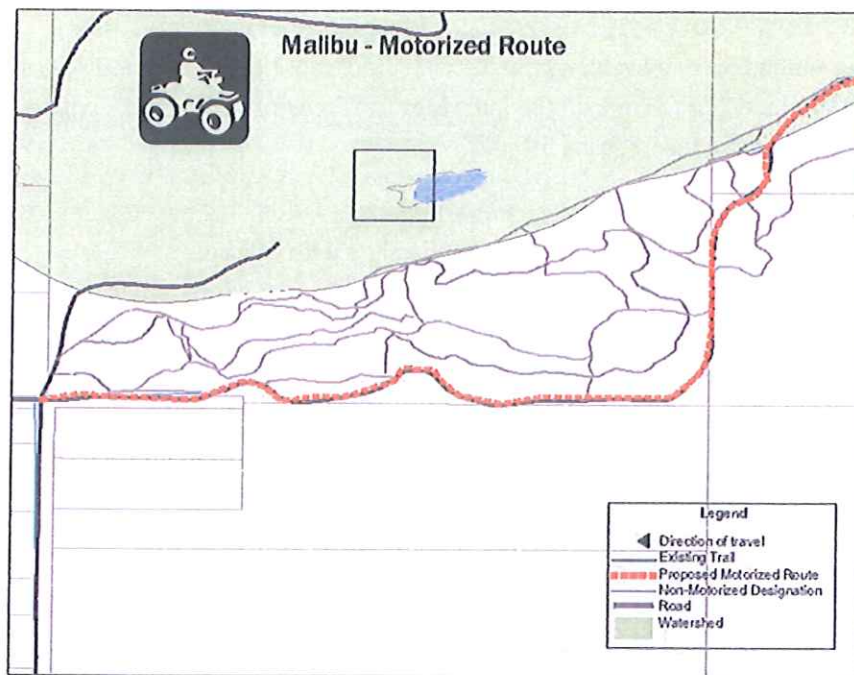 Malibu - Motorized Route
Legend
Direction of travel
Existing Trail
Proposed Motorized Route
Non-Motorized Designation
Road
Watershed